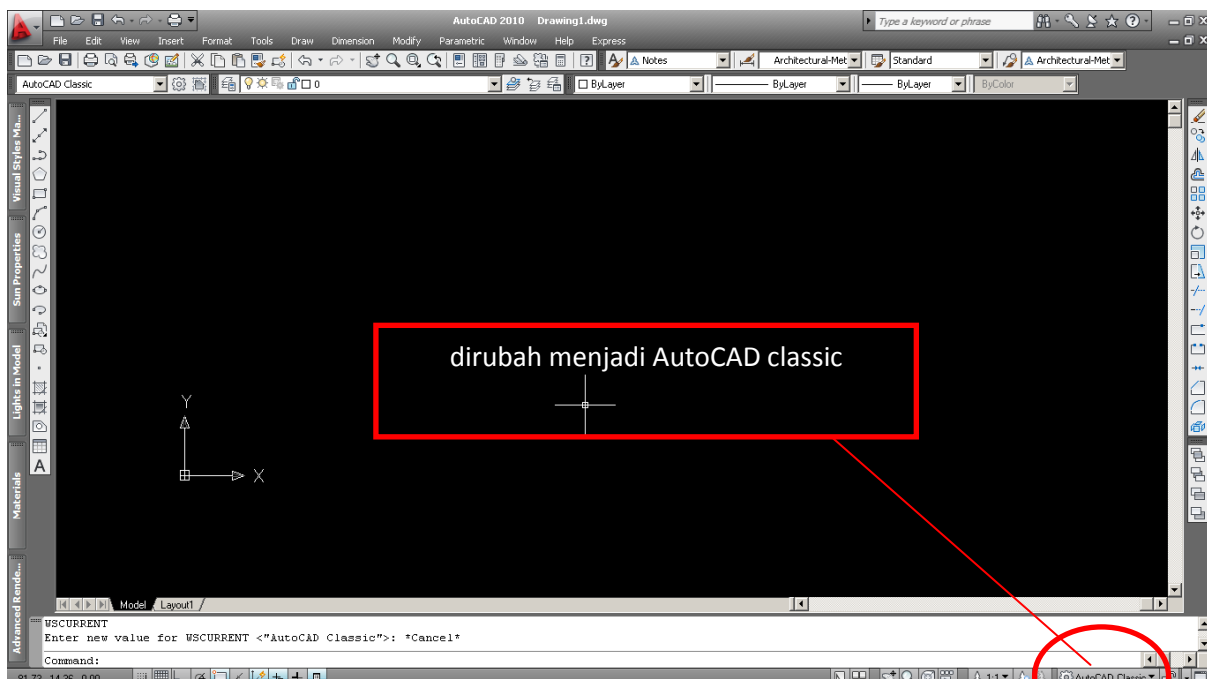 AutoCAD 2010 Drawing1.dwg
Type a keyword or phrase
File Edit View Insert Format Tools Draw Dimension Modify Parametric Window Help Express
Notes Architectural-Met Standard Architectural-Met
AutoCAD Classic 0 ByLayer ByLayer ByLayer ByColor
Visual Styles Ma...
Sun Properties
Lights in Model
Materials
Advanced Rende...
A
dirubah menjadi AutoCAD classic
Y
X
Model Layout1
WSCURRENT
Enter new value for WSCURRENT <"AutoCAD Classic">: *Cancel*
Command:
1:1 AutoCAD Classic